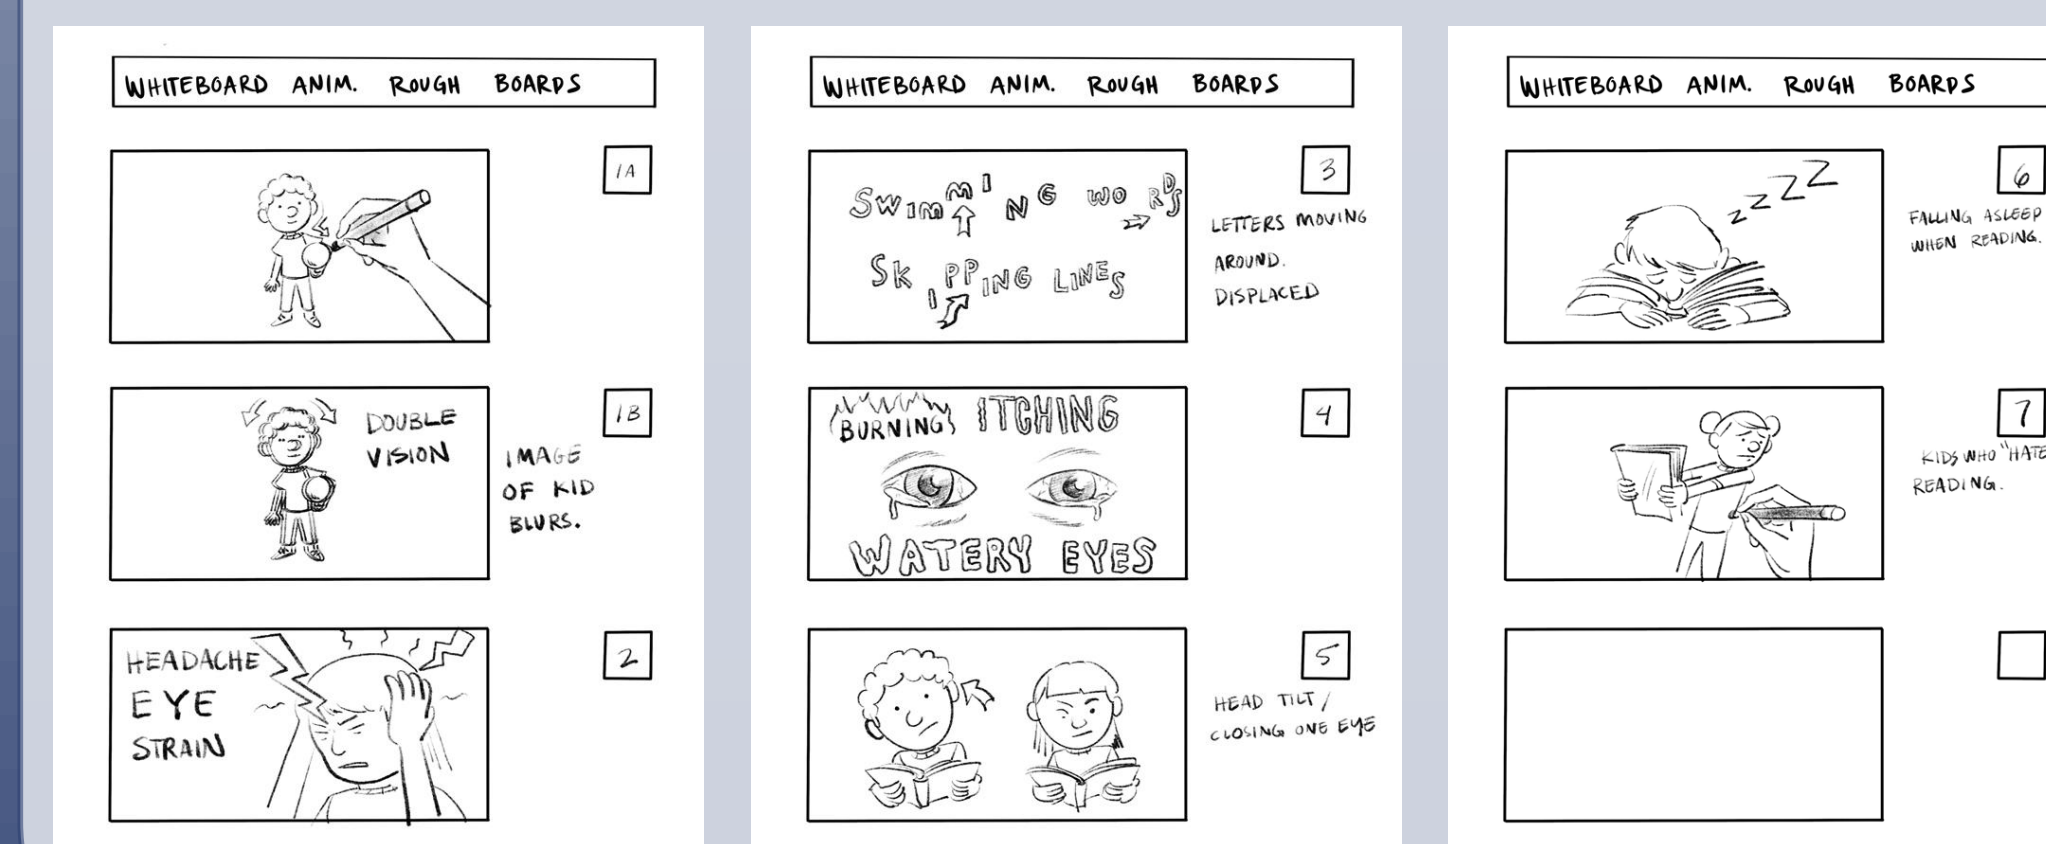 WHITEBOARD ANIM. ROUGH BOARDS
1A
DOUBLE
VISION
1B
IMAGE
OF KID
BLURS.
HEADACHE
EYE
STRAIN
2
WHITEBOARD ANIM. ROUGH BOARDS
SWIMMING WORDS
SKIPPING LINES
3
LETTERS MOVING
AROUND.
DISPLACED
BURNING ITCHING
WATERY EYES
4
5
HEAD TILT /
CLOSING ONE EYE
WHITEBOARD ANIM. ROUGH BOARDS
ZZZZ
6
FALLING ASLEEP
WHEN READING.
7
KIDS WHO "HATE
READING.